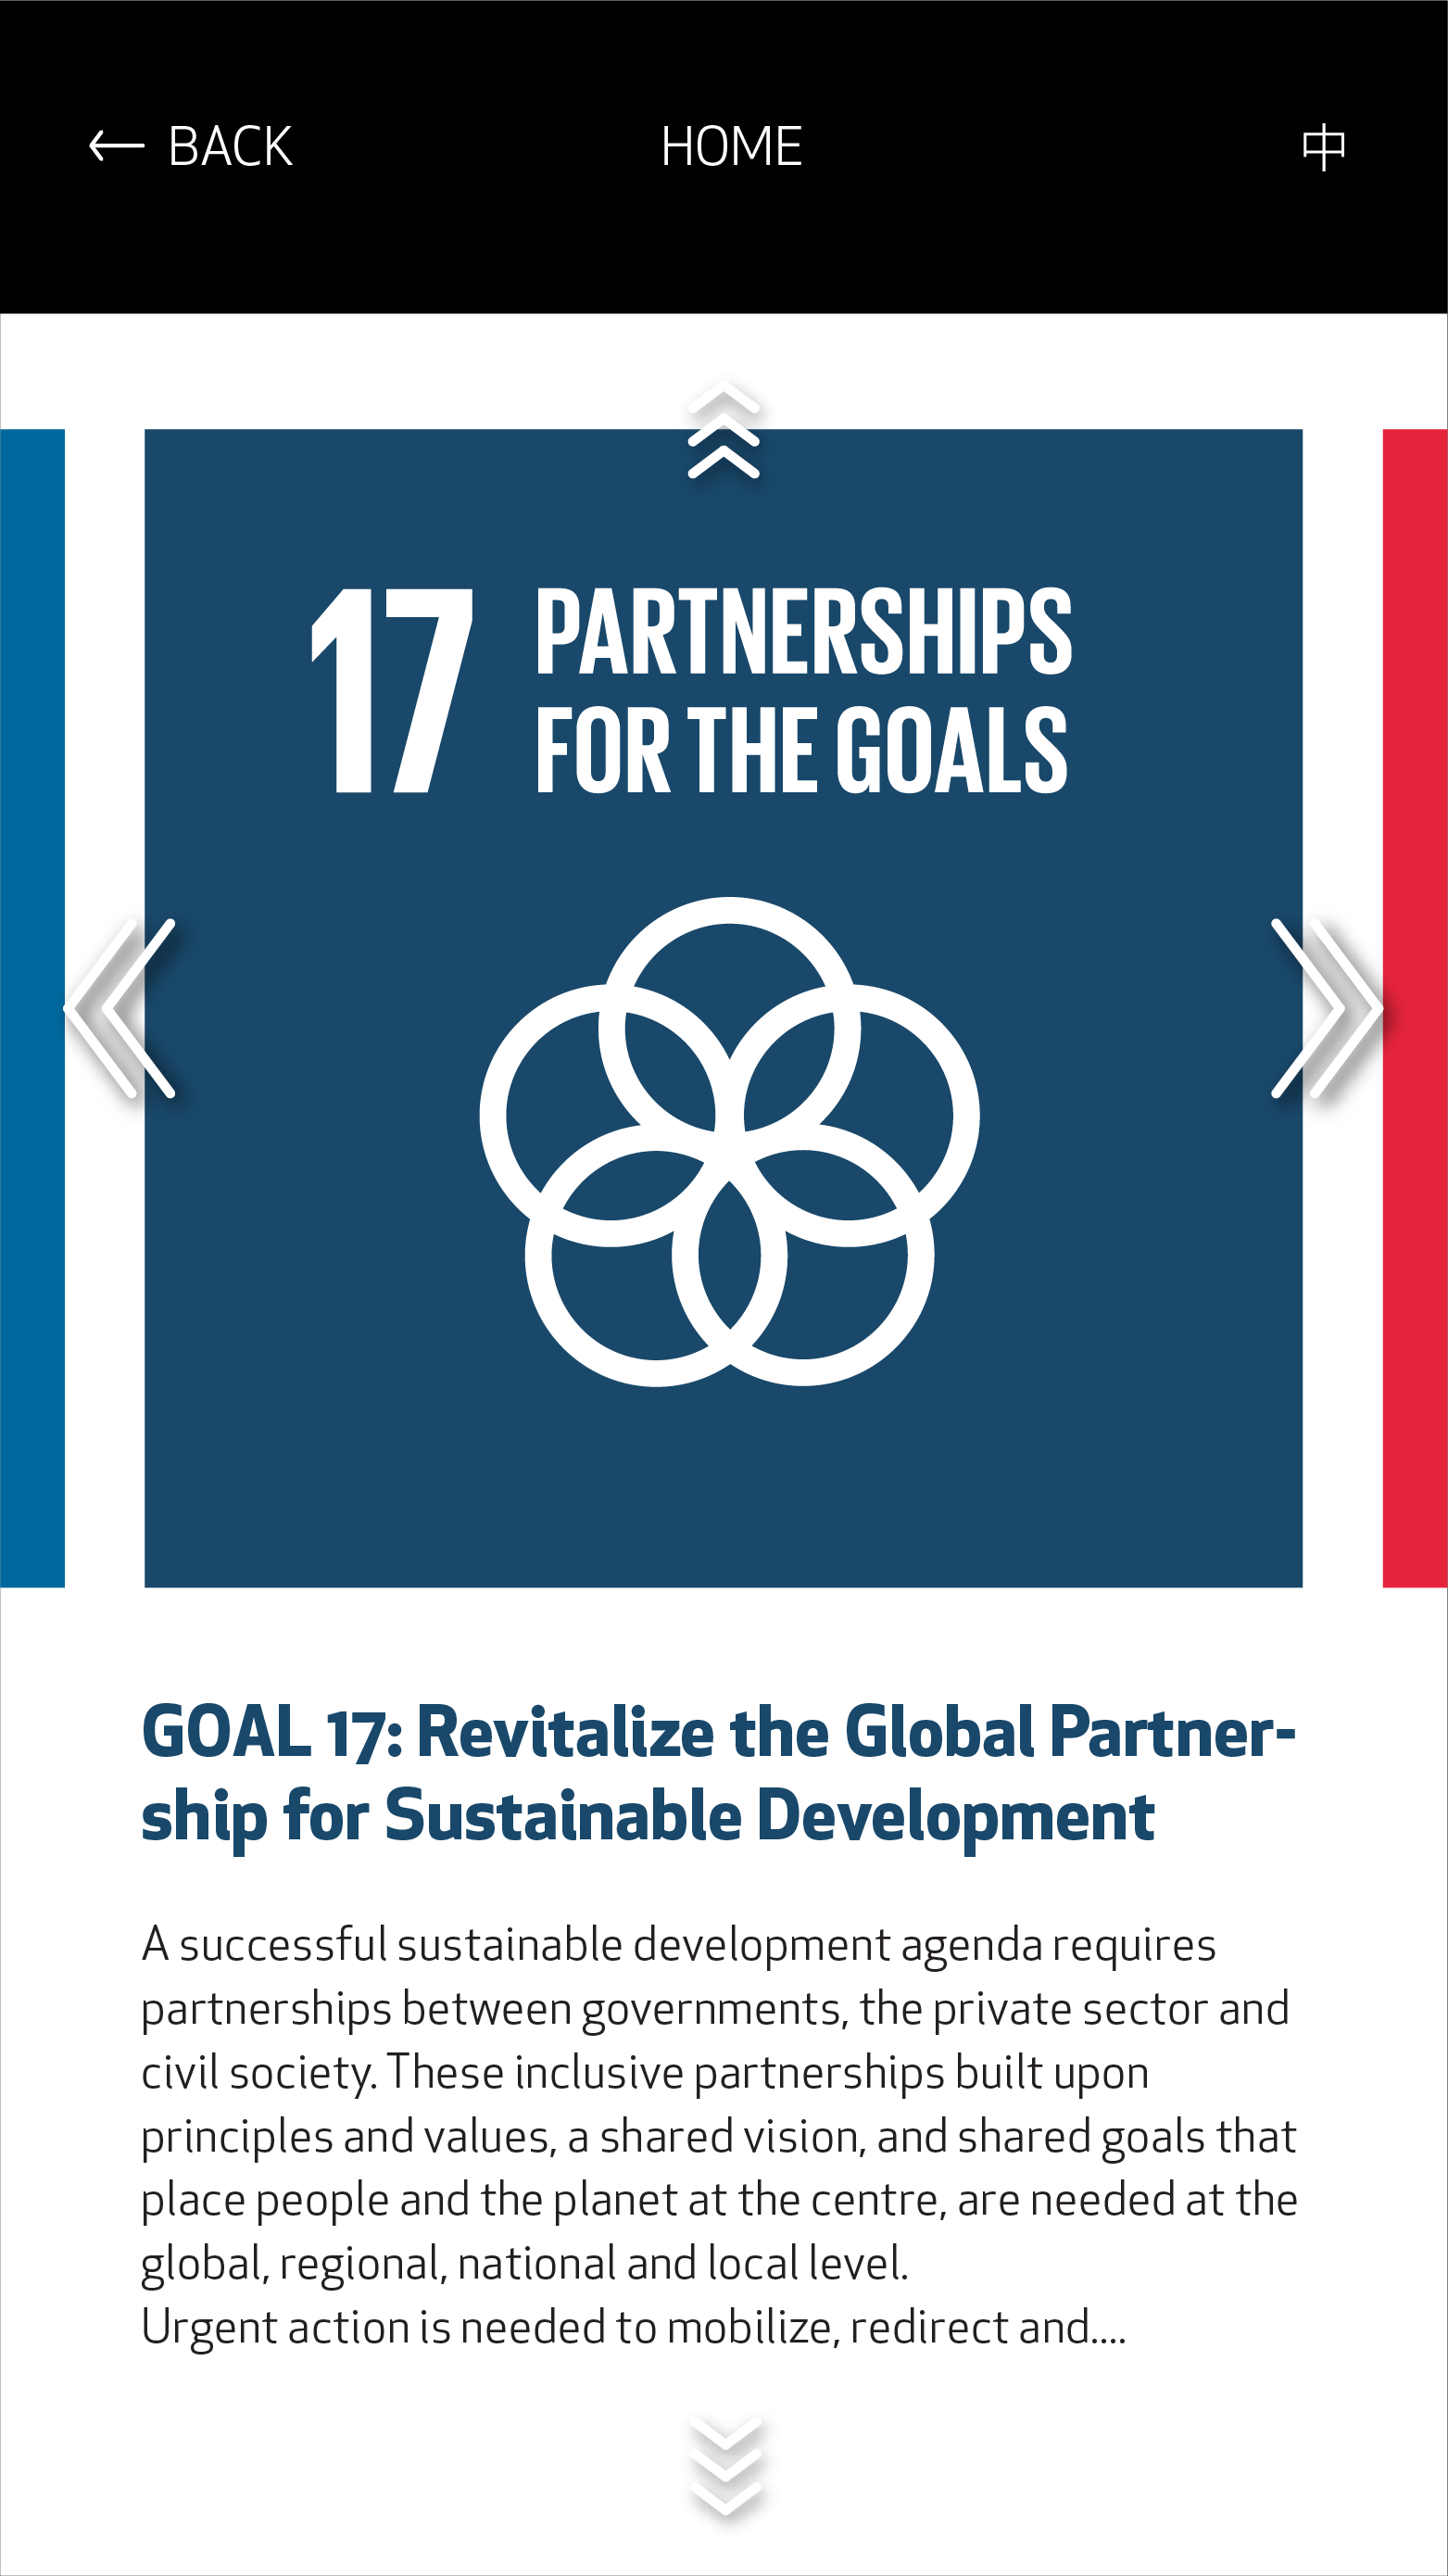 BACK
HOME
中
17 PARTNERSHIPS
FOR THE GOALS
GOAL 17: Revitalize the Global Partner-
ship for Sustainable Development
A successful sustainable development agenda requires
partnerships between governments, the private sector and
civil society. These inclusive partnerships built upon
principles and values, a shared vision, and shared goals that
place people and the planet at the centre, are needed at the
global, regional, national and local level.
Urgent action is needed to mobilize, redirect and....